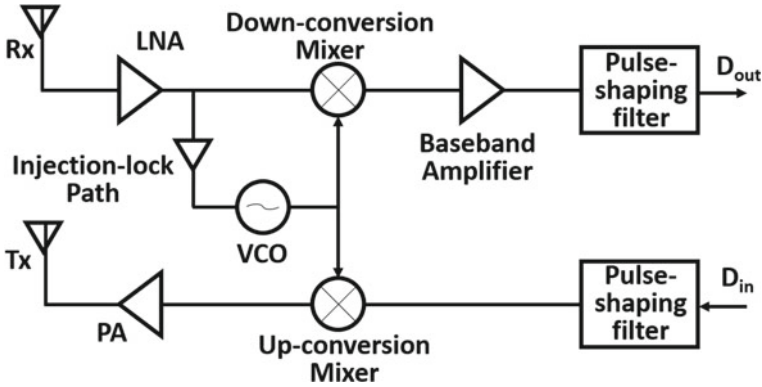 Rx
LNA
Down-conversion
Mixer
Pulse-
shaping
filter
Dout
Injection-lock
Path
VCO
Baseband
Amplifier
Tx
PA
Up-conversion
Mixer
Pulse-
shaping
filter
Din